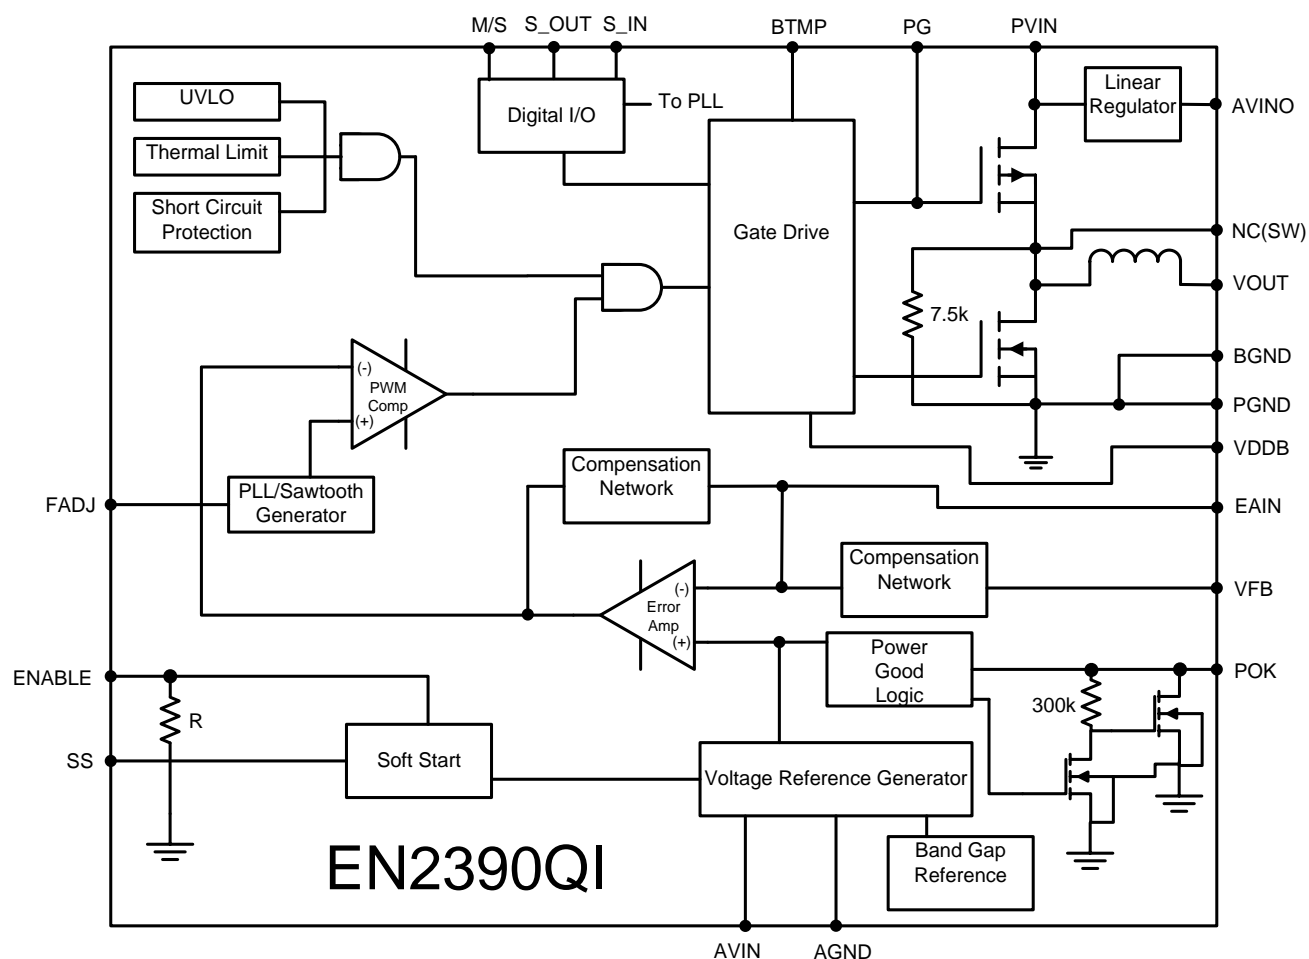 M/S
S_OUT
S_IN
BTMP
PG
PVIN
UVLO
Thermal Limit
Short Circuit
Protection
Digital I/O
To PLL
Linear
Regulator
AVINO
Gate Drive
NC(SW)
VOUT
7.5k
BGND
PGND
VDDB
(-)
PWM
Comp
(+)
Compensation
Network
PLL/Sawtooth
Generator
FADJ
EAIN
Compensation
Network
VFB
(-)
Error
Amp
(+)
Power
Good
Logic
POK
ENABLE
R
300k
SS
Soft Start
Voltage Reference Generator
Band Gap
Reference
EN2390QI
AVIN
AGND